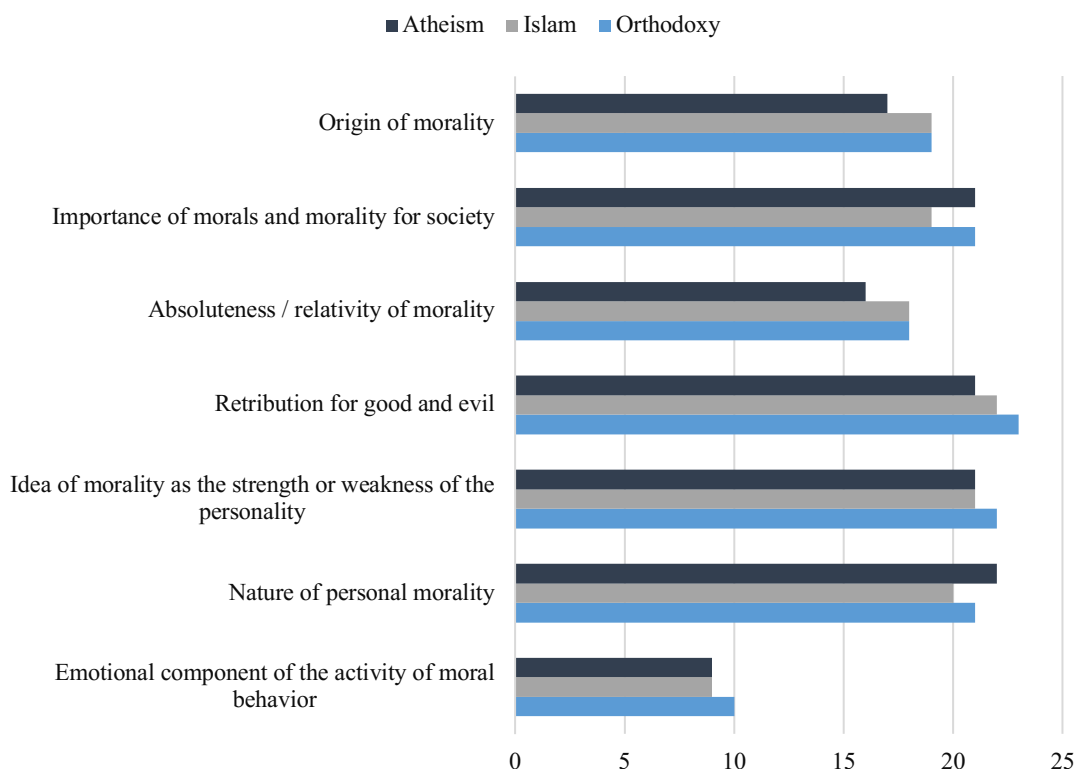 Atheism Islam Orthodoxy
Origin of morality
Importance of morals and morality for society
Absoluteness / relativity of morality
Retribution for good and evil
Idea of morality as the strength or weakness of the
personality
Nature of personal morality
Emotional component of the activity of moral
behavior
0 5 10 15 20 25